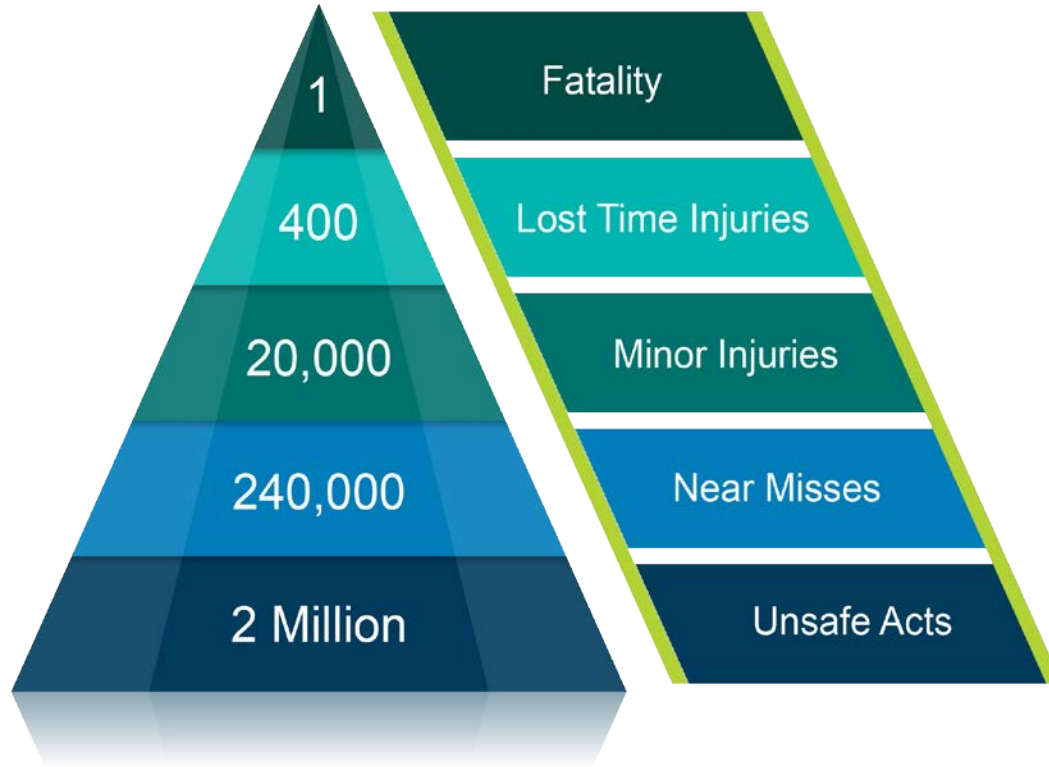 1
Fatality
400
Lost Time Injuries
20,000
Minor Injuries
240,000
Near Misses
2 Million
Unsafe Acts